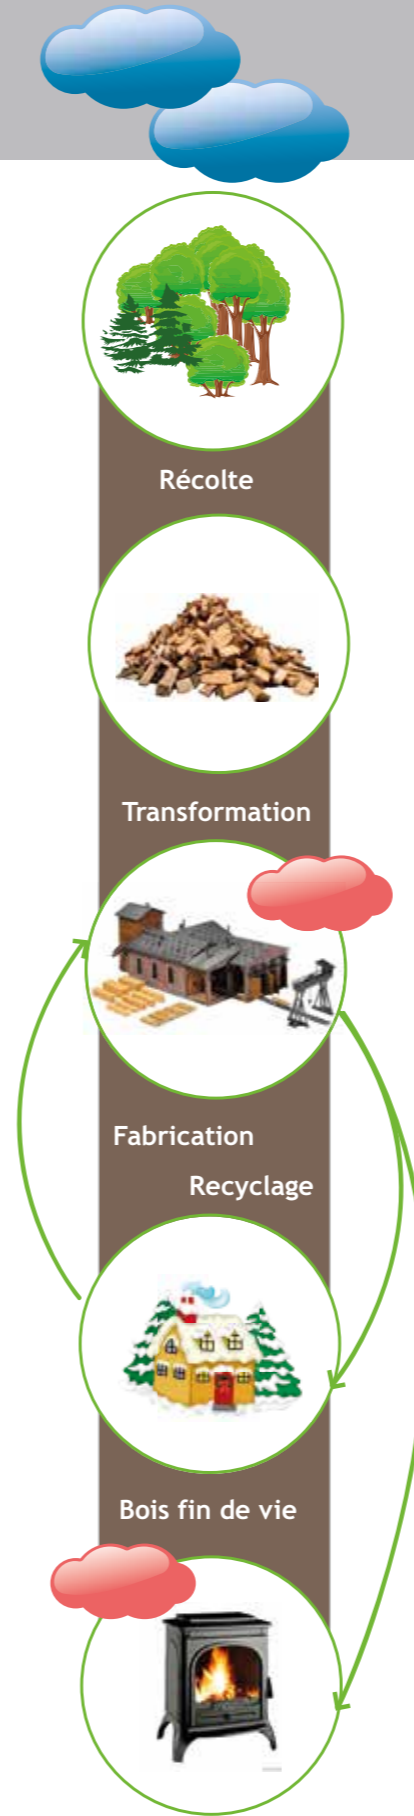 Récolte
Transformation
Fabrication
Recyclage
Bois fin de vie